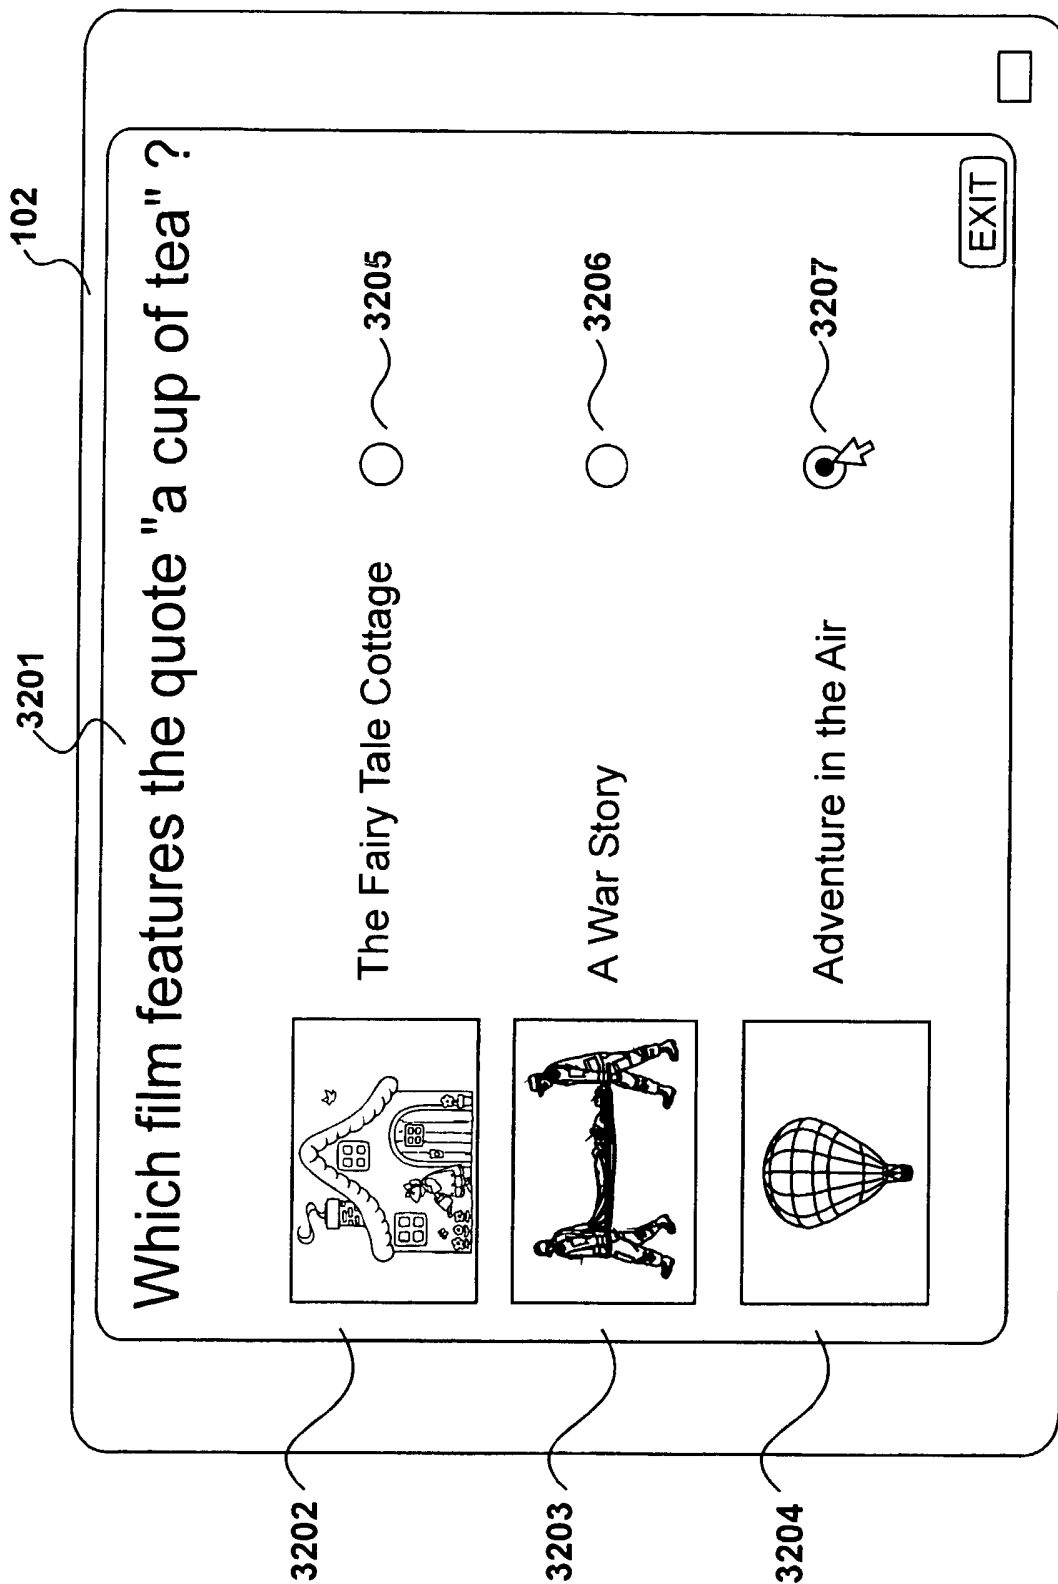 3201
102
Which film features the quote "a cup of tea" ?
3202
The Fairy Tale Cottage
3205
3203
A War Story
3206
3204
Adventure in the Air
3207
EXIT